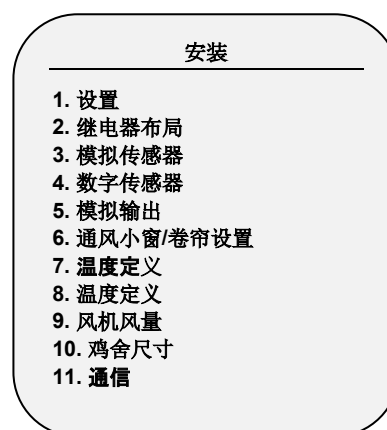 安装
1. 设置
2. 继电器布局
3. 模拟传感器
4. 数字传感器
5. 模拟输出
6. 通风小窗/卷帘设置
7. 温度定义
8. 温度定义
9. 风机风量
10. 鸡舍尺寸
11. 通信